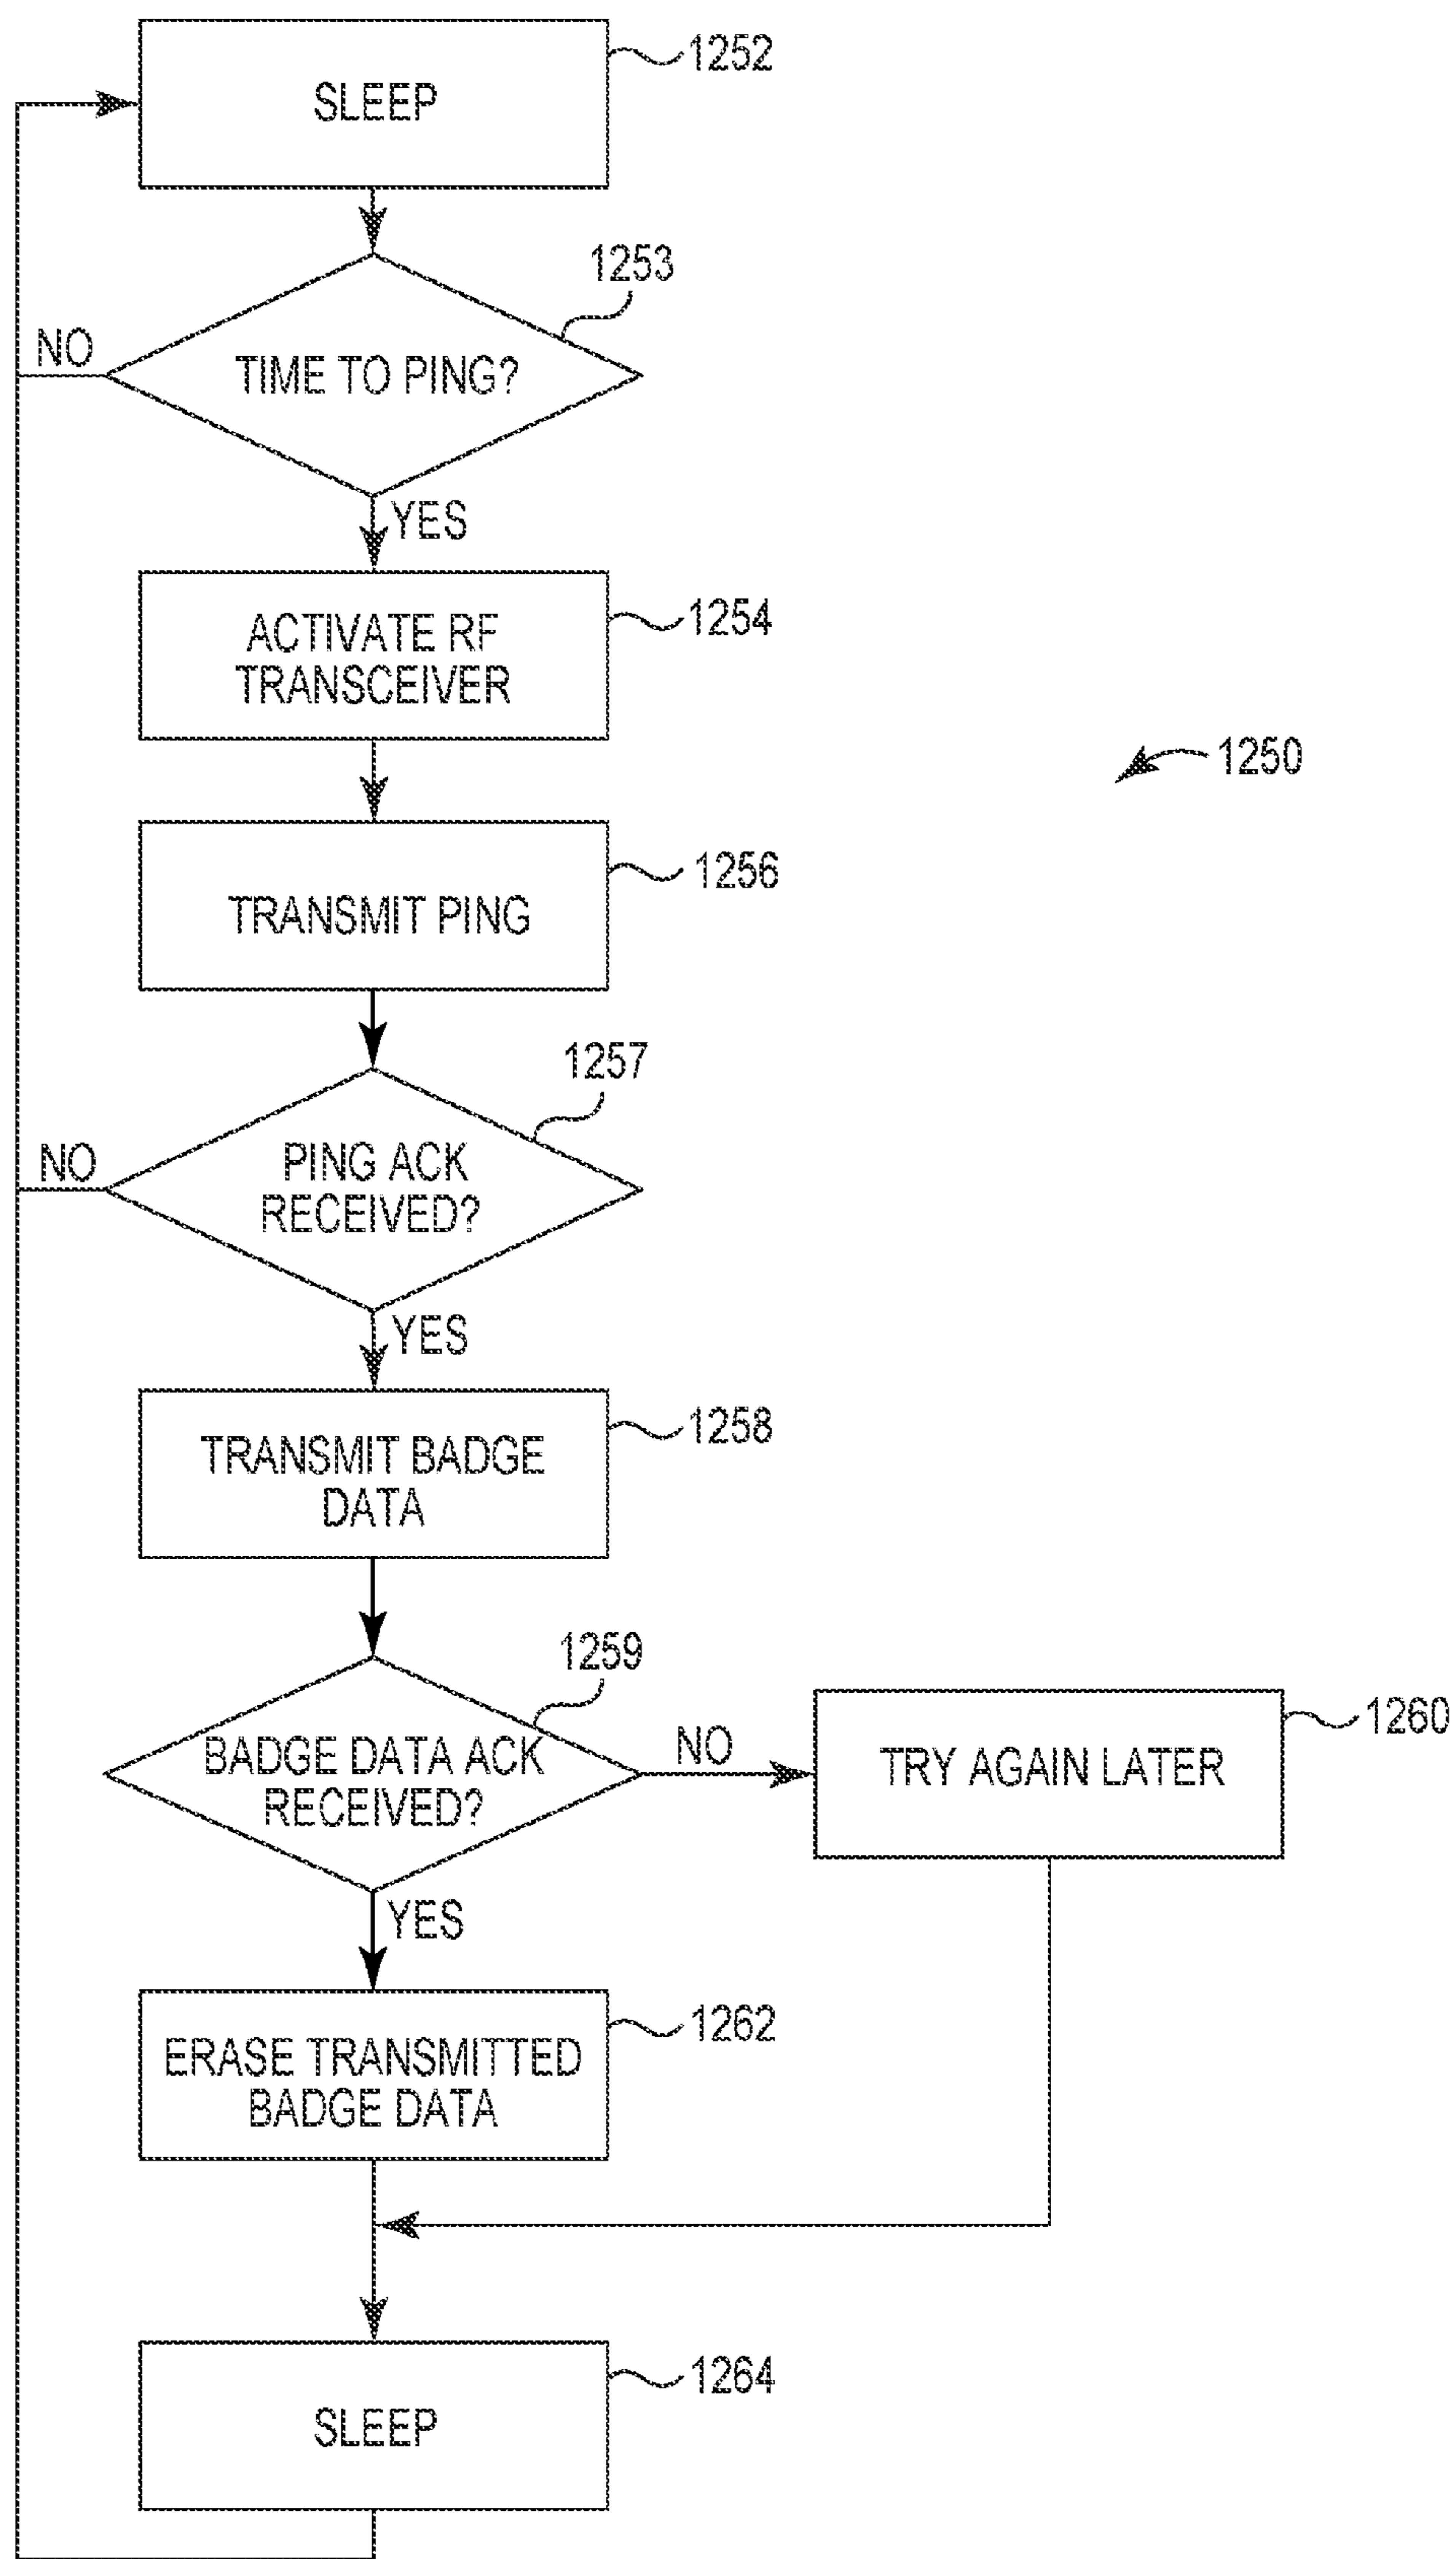 1252
SLEEP
1253
NO
TIME TO PING?
YES
1254
ACTIVATE RF
TRANSCEIVER
1250
1256
TRANSMIT PING
1257
NO
PING ACK
RECEIVED?
YES
1258
TRANSMIT BADGE
DATA
1259
BADGE DATA ACK
RECEIVED?
NO
1260
TRY AGAIN LATER
YES
1262
ERASE TRANSMITTED
BADGE DATA
1264
SLEEP